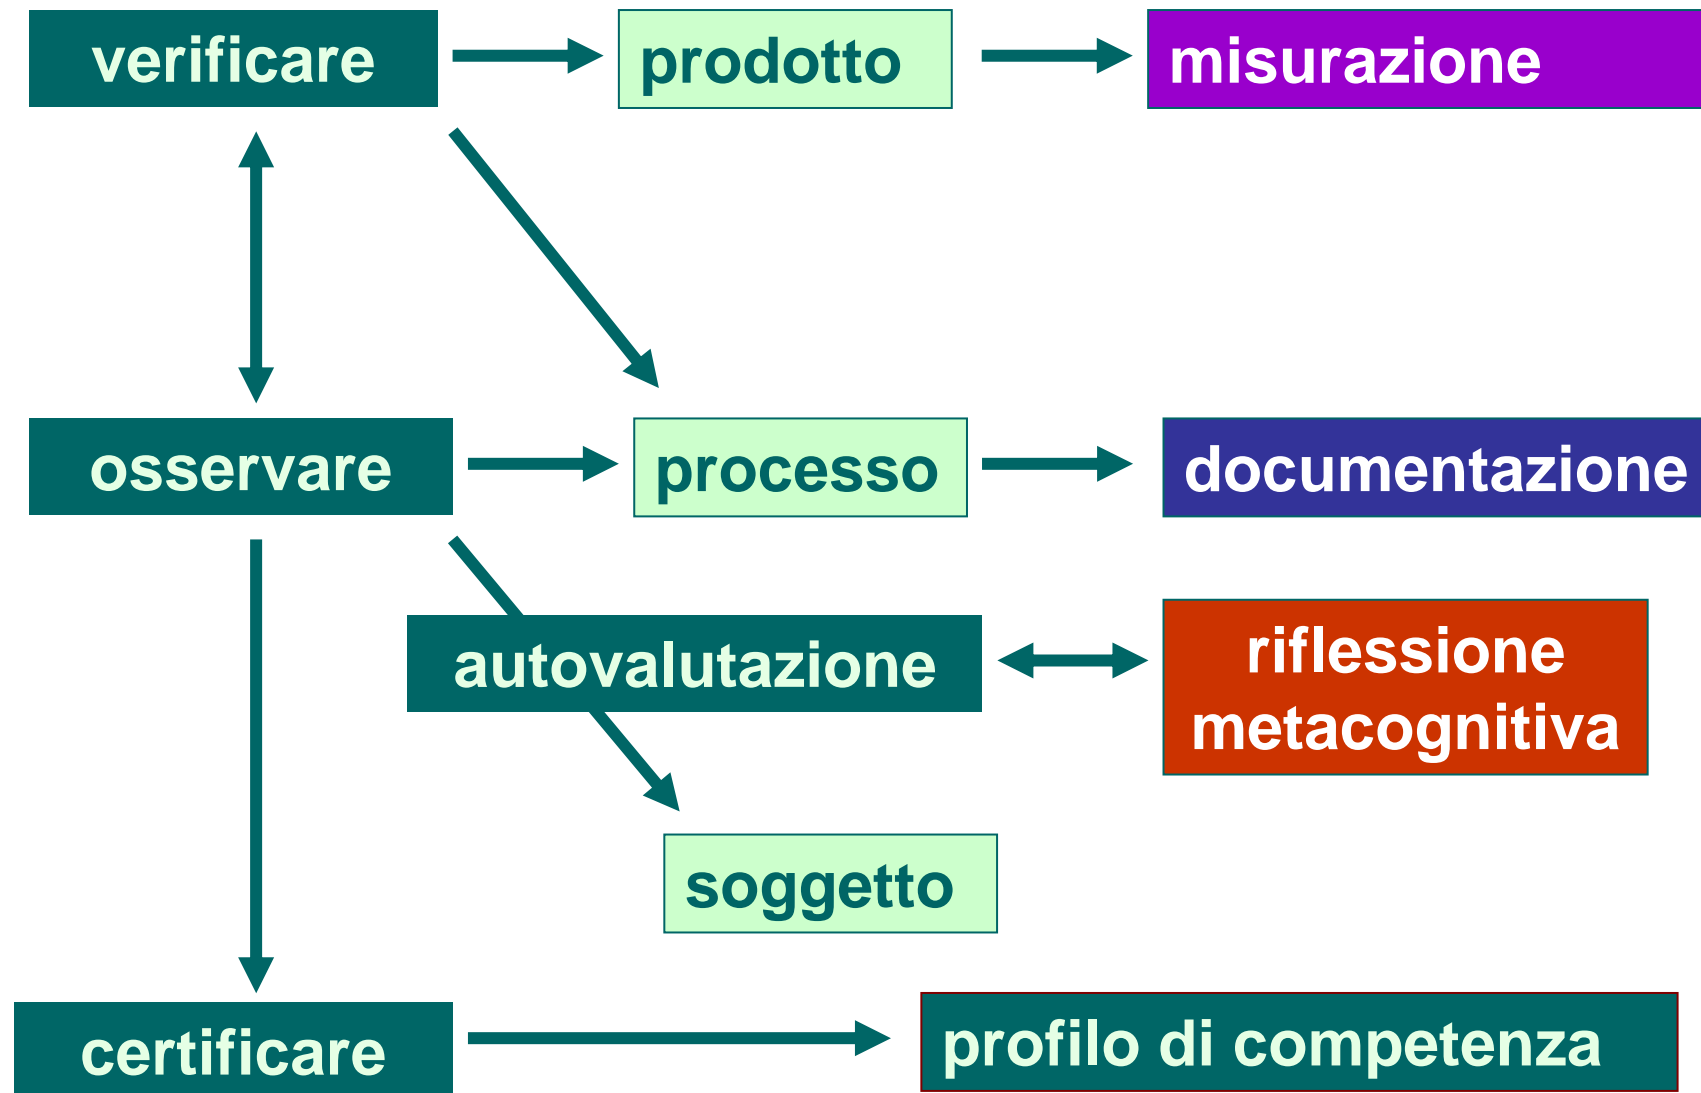 verificare
prodotto
misurazione
osservare
processo
documentazione
autovalutazione
riflessione
metacognitiva
soggetto
certificare
profilo di competenza